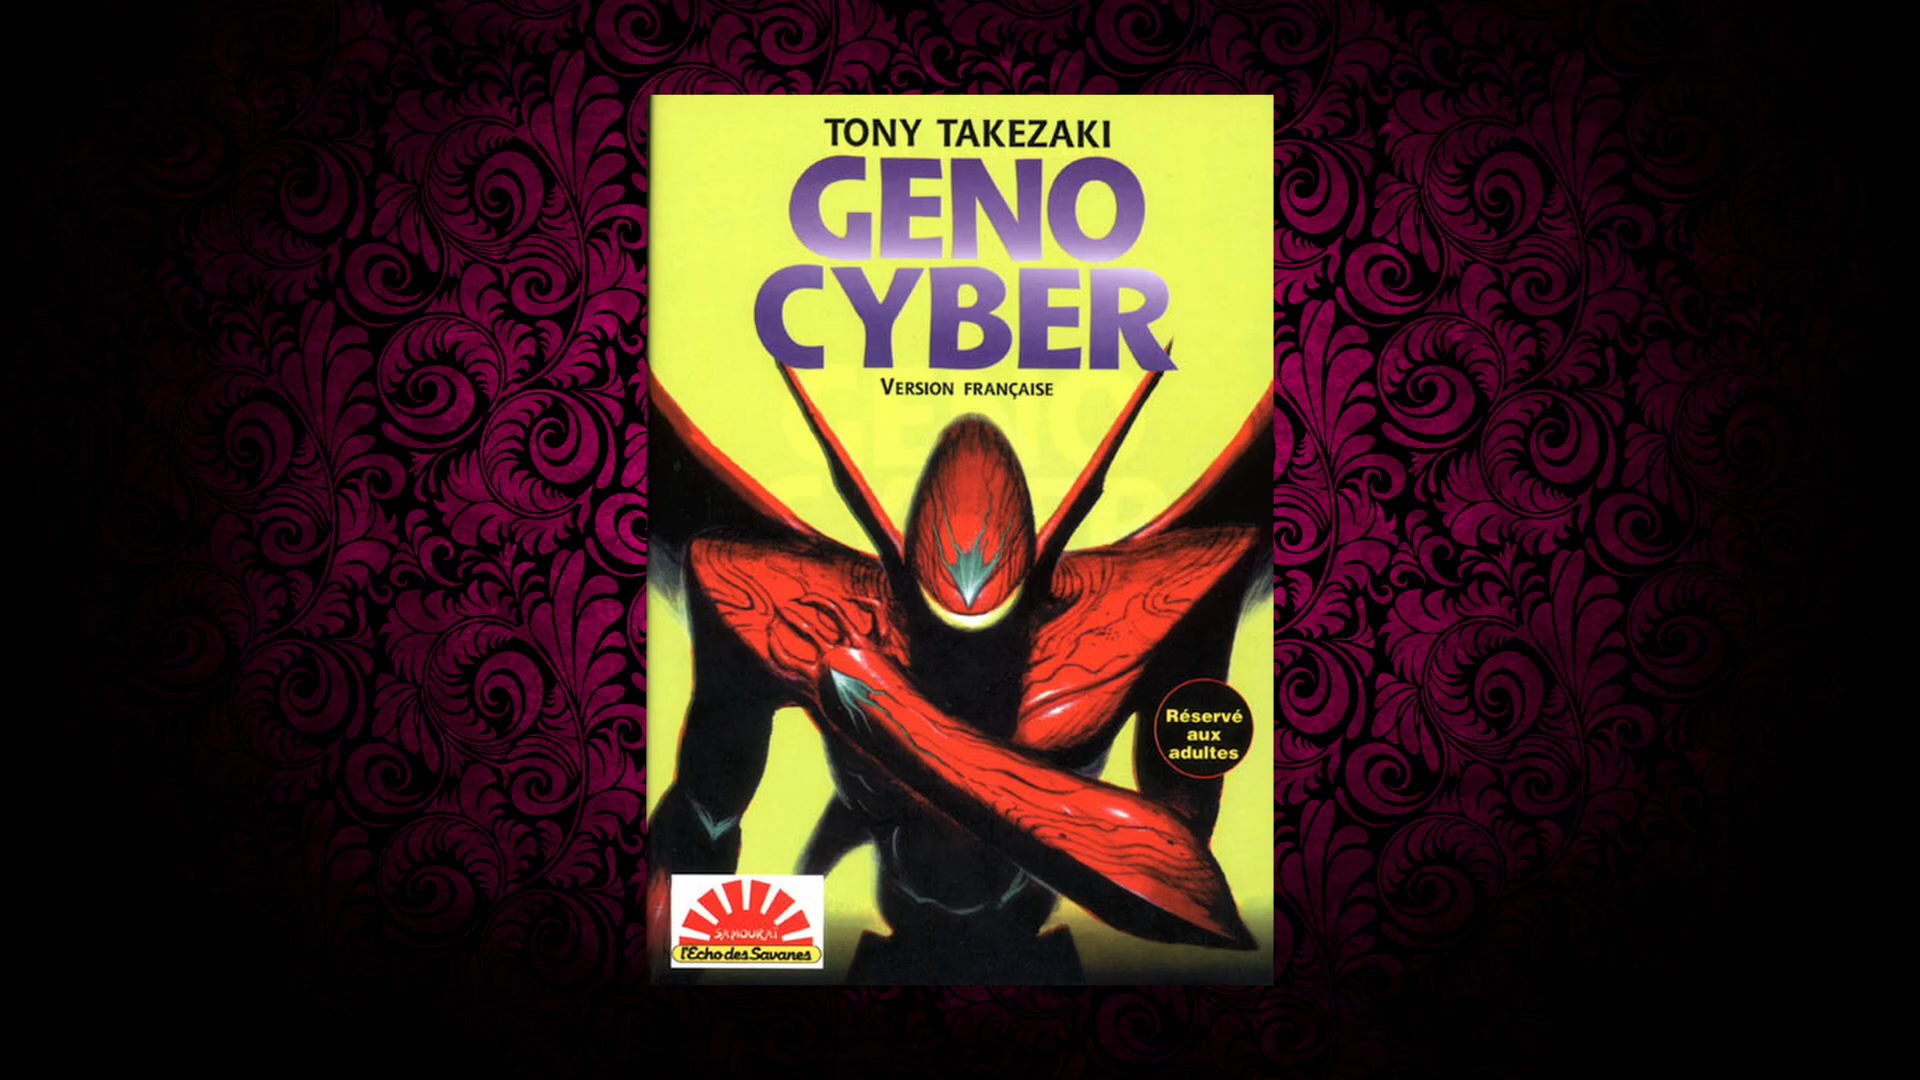 TONY TAKEZAKI
GENO
CYBER
VERSION FRANÇAISE
Réservé
aux
adultes
SAMOURAÏ
l'Echo des Savanes